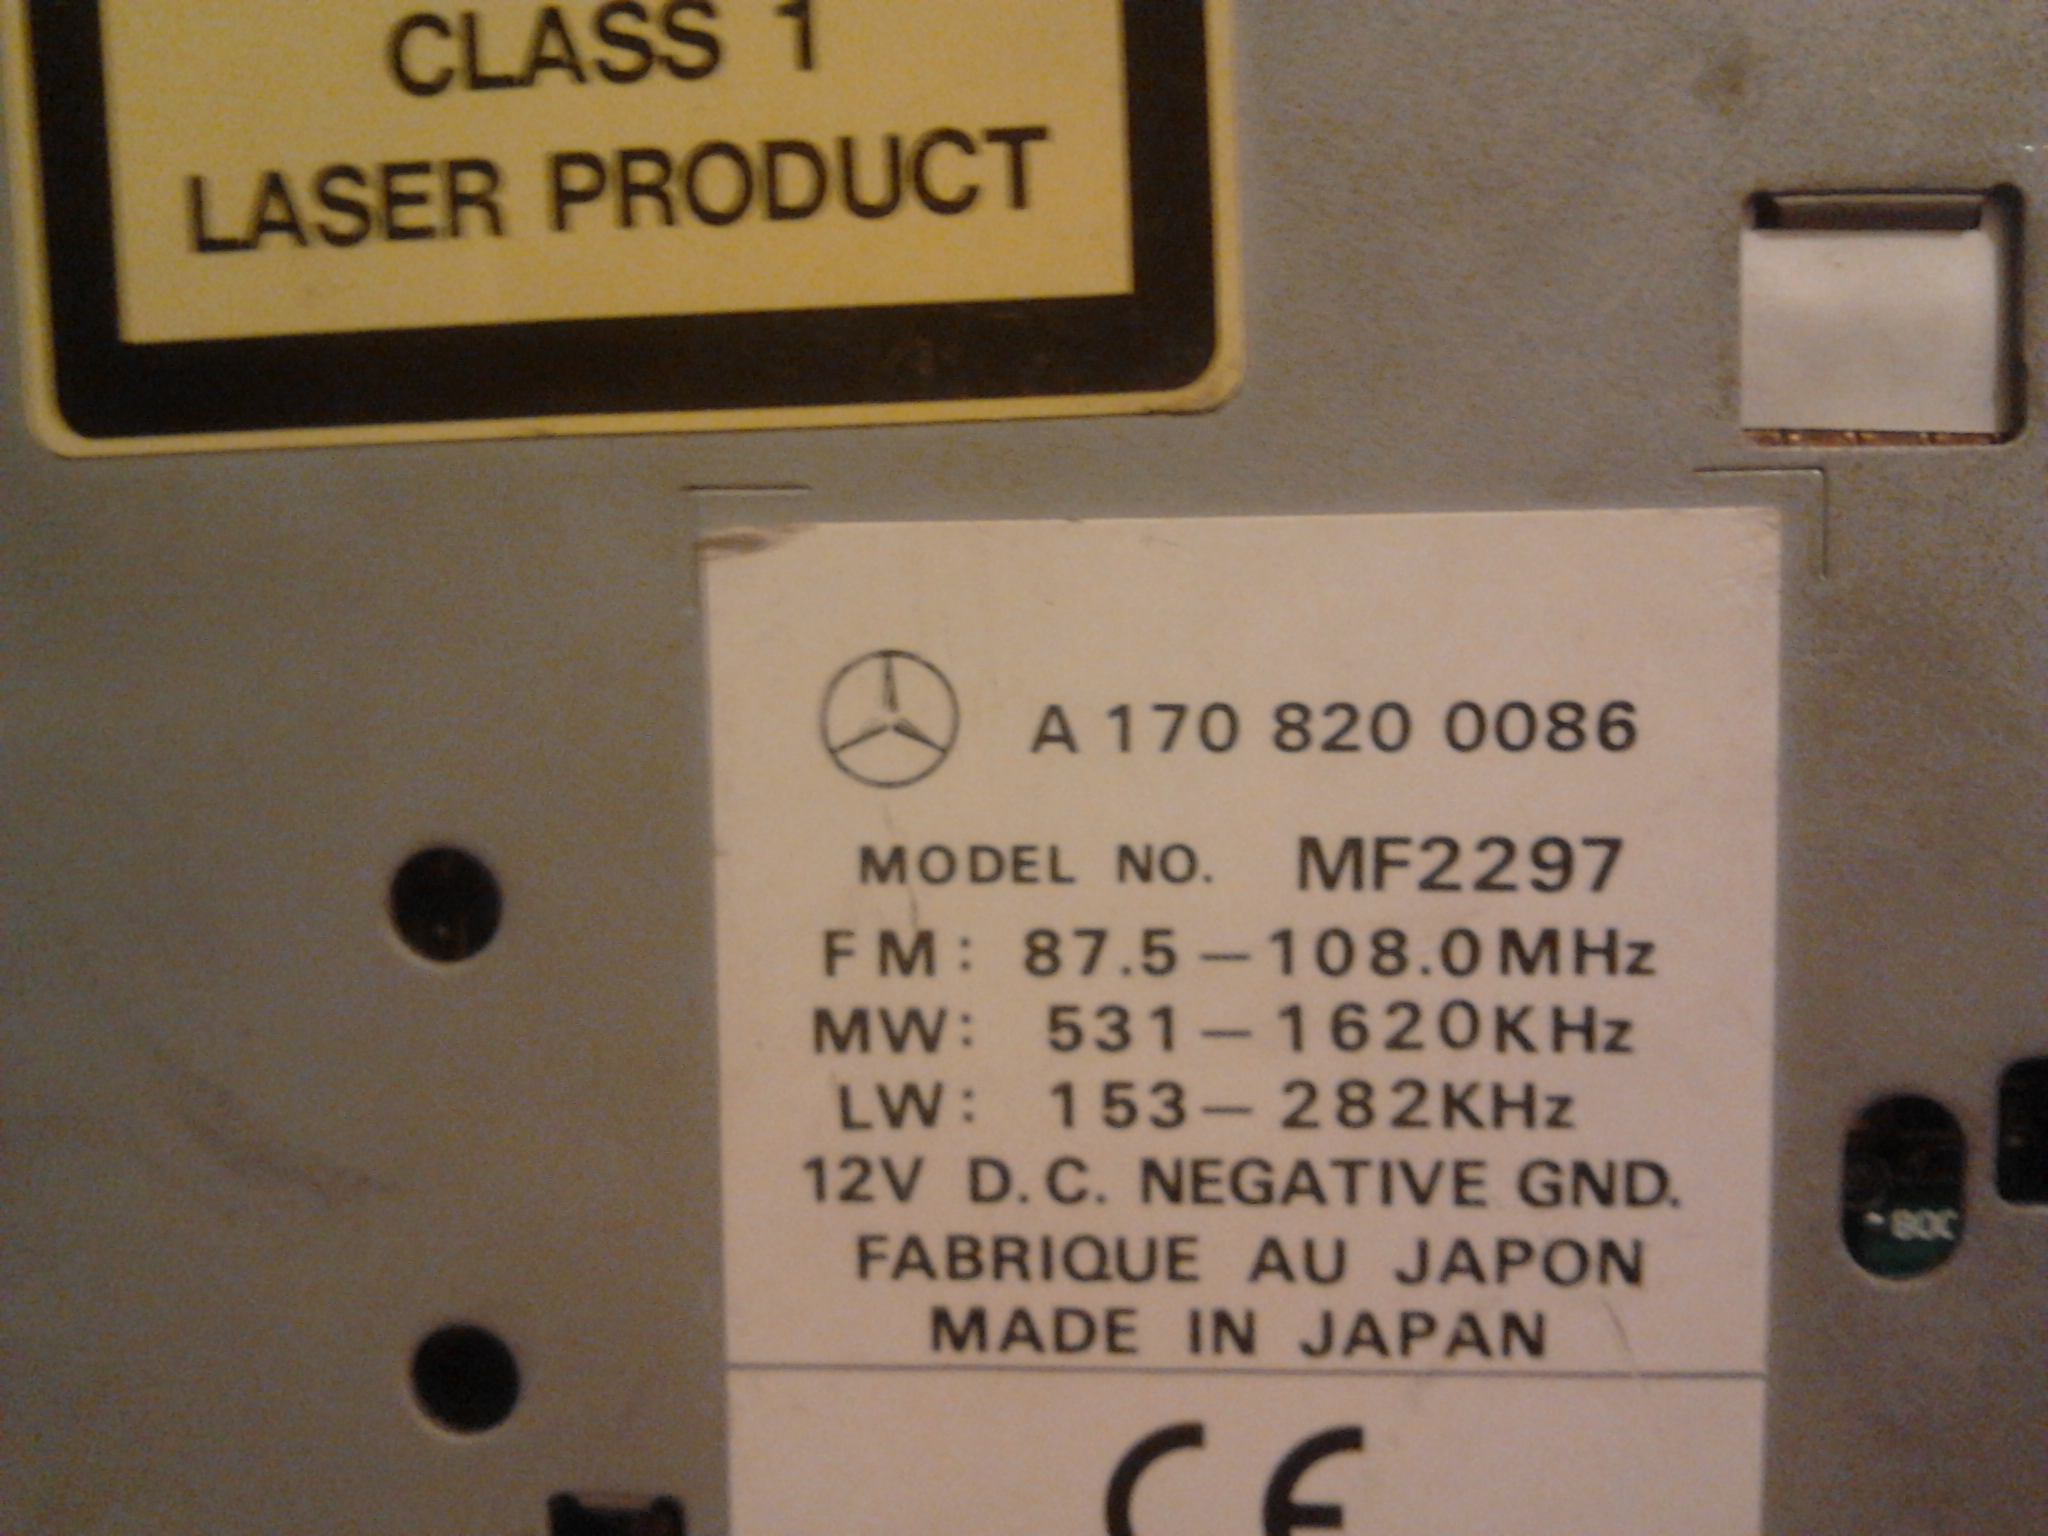 CLASS 1
LASER PRODUCT
A 170 820 0086
MODEL NO. MF2297
FM: 87.5-108.0MHz
MW: 531-1620KHz
LW: 153-282KHz
12V D.C. NEGATIVE GND.
FABRIQUE AU JAPON
MADE IN JAPAN
CE